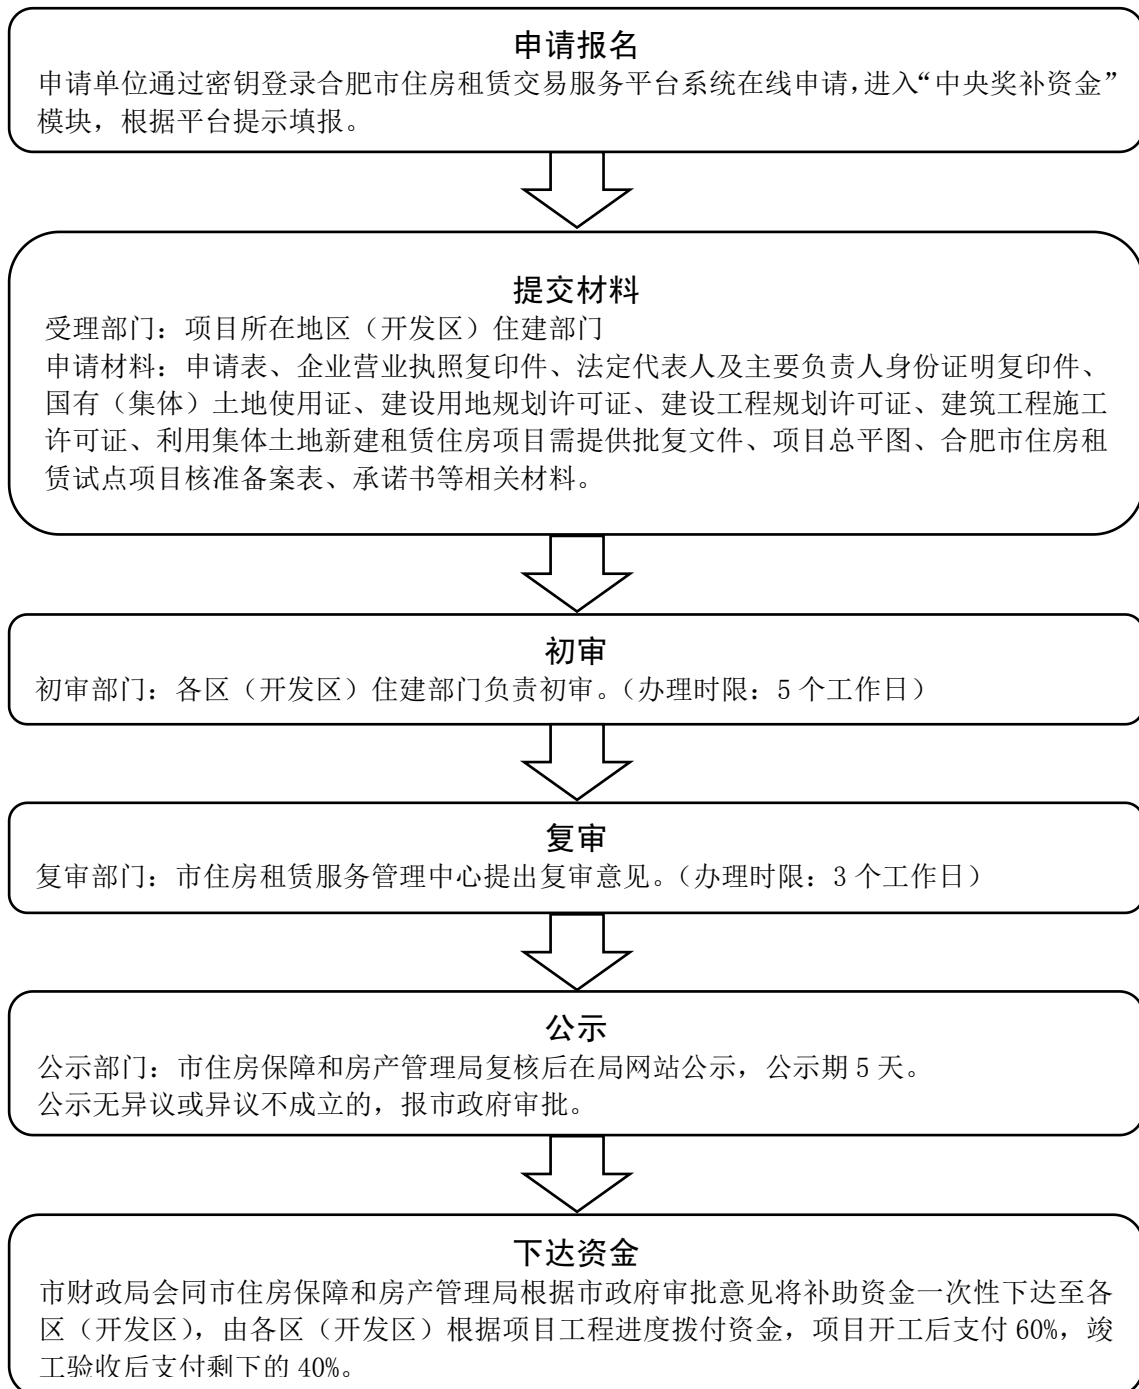 申请报名
申请单位通过密钥登录合肥市住房租赁交易服务平台系统在线申请,进入“中央奖补资金”
模块，根据平台提示填报。
提交材料
受理部门：项目所在地区（开发区）住建部门
申请材料：申请表、企业营业执照复印件、法定代表人及主要负责人身份证明复印件、
国有（集体）土地使用证、建设用地规划许可证、建设工程规划许可证、建筑工程施工
许可证、利用集体土地新建租赁住房项目需提供批复文件、项目总平图、合肥市住房租
赁试点项目核准备案表、承诺书等相关材料。
初审
初审部门：各区（开发区）住建部门负责初审。（办理时限：5 个工作日）
复审
复审部门：市住房租赁服务管理中心提出复审意见。（办理时限：3 个工作日）
公示
公示部门：市住房保障和房产管理局复核后在局网站公示，公示期 5 天。
公示无异议或异议不成立的，报市政府审批。
下达资金
市财政局会同市住房保障和房产管理局根据市政府审批意见将补助资金一次性下达至各
区（开发区），由各区（开发区）根据项目工程进度拨付资金，项目开工后支付 60%，竣
工验收后支付剩下的 40%。